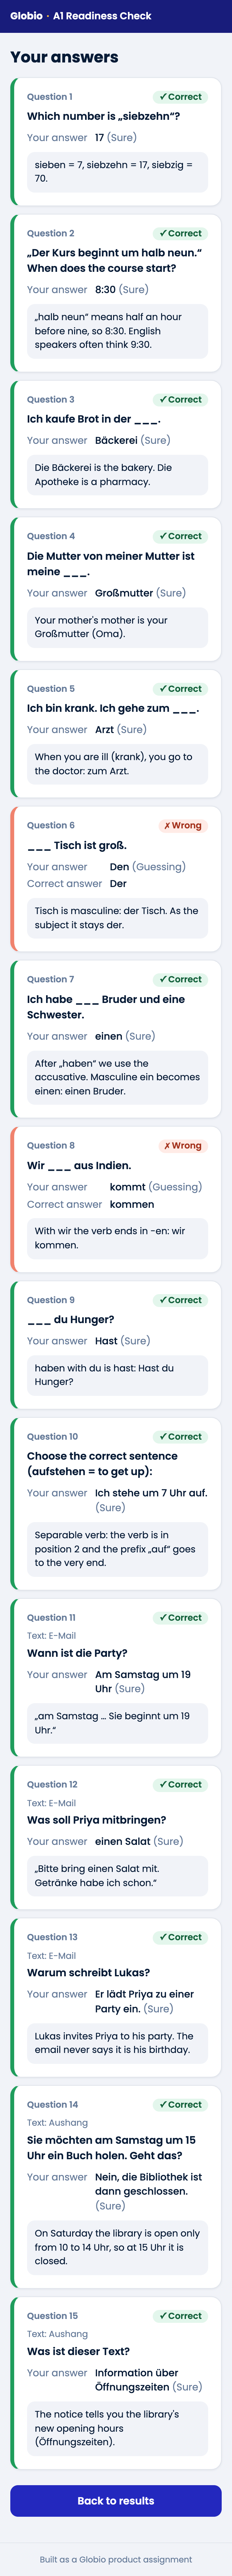 Globio · A1 Readiness Check
Your answers
Question 1
✓ Correct
Which number is „siebzehn“?
Your answer 17 (Sure)
sieben = 7, siebzehn = 17, siebzig =
70.
Question 2
✓ Correct
„Der Kurs beginnt um halb neun.“
When does the course start?
Your answer 8:30 (Sure)
„halb neun“ means half an hour
before nine, so 8:30. English
speakers often think 9:30.
Question 3
✓ Correct
Ich kaufe Brot in der ___.
Your answer Bäckerei (Sure)
Die Bäckerei is the bakery. Die
Apotheke is a pharmacy.
Question 4
✓ Correct
Die Mutter von meiner Mutter ist
meine ___.
Your answer Großmutter (Sure)
Your mother's mother is your
Großmutter (Oma).
Question 5
✓ Correct
Ich bin krank. Ich gehe zum ___.
Your answer Arzt (Sure)
When you are ill (krank), you go to
the doctor: zum Arzt.
Question 6
✗ Wrong
___ Tisch ist groß.
Your answer Den (Guessing)
Correct answer Der
Tisch is masculine: der Tisch. As the
subject it stays der.
Question 7
✓ Correct
Ich habe ___ Bruder und eine
Schwester.
Your answer einen (Sure)
After „haben“ we use the
accusative. Masculine ein becomes
einen: einen Bruder.
Question 8
✗ Wrong
Wir ___ aus Indien.
Your answer kommt (Guessing)
Correct answer kommen
With wir the verb ends in -en: wir
kommen.
Question 9
✓ Correct
___ du Hunger?
Your answer Hast (Sure)
haben with du is hast: Hast du
Hunger?
Question 10
✓ Correct
Choose the correct sentence
(aufstehen = to get up):
Your answer Ich stehe um 7 Uhr auf.
(Sure)
Separable verb: the verb is in
position 2 and the prefix „auf“ goes
to the very end.
Question 11
✓ Correct
Text: E-Mail
Wann ist die Party?
Your answer Am Samstag um 19
Uhr (Sure)
„am Samstag … Sie beginnt um 19
Uhr.“
Question 12
✓ Correct
Text: E-Mail
Was soll Priya mitbringen?
Your answer einen Salat (Sure)
„Bitte bring einen Salat mit.
Getränke habe ich schon.“
Question 13
✓ Correct
Text: E-Mail
Warum schreibt Lukas?
Your answer Er lädt Priya zu einer
Party ein. (Sure)
Lukas invites Priya to his party. The
email never says it is his birthday.
Question 14
✓ Correct
Text: Aushang
Sie möchten am Samstag um 15
Uhr ein Buch holen. Geht das?
Your answer Nein, die Bibliothek ist
dann geschlossen.
(Sure)
On Saturday the library is open only
from 10 to 14 Uhr, so at 15 Uhr it is
closed.
Question 15
✓ Correct
Text: Aushang
Was ist dieser Text?
Your answer Information über
Öffnungszeiten (Sure)
The notice tells you the library's
new opening hours
(Öffnungszeiten).
Back to results
Built as a Globio product assignment